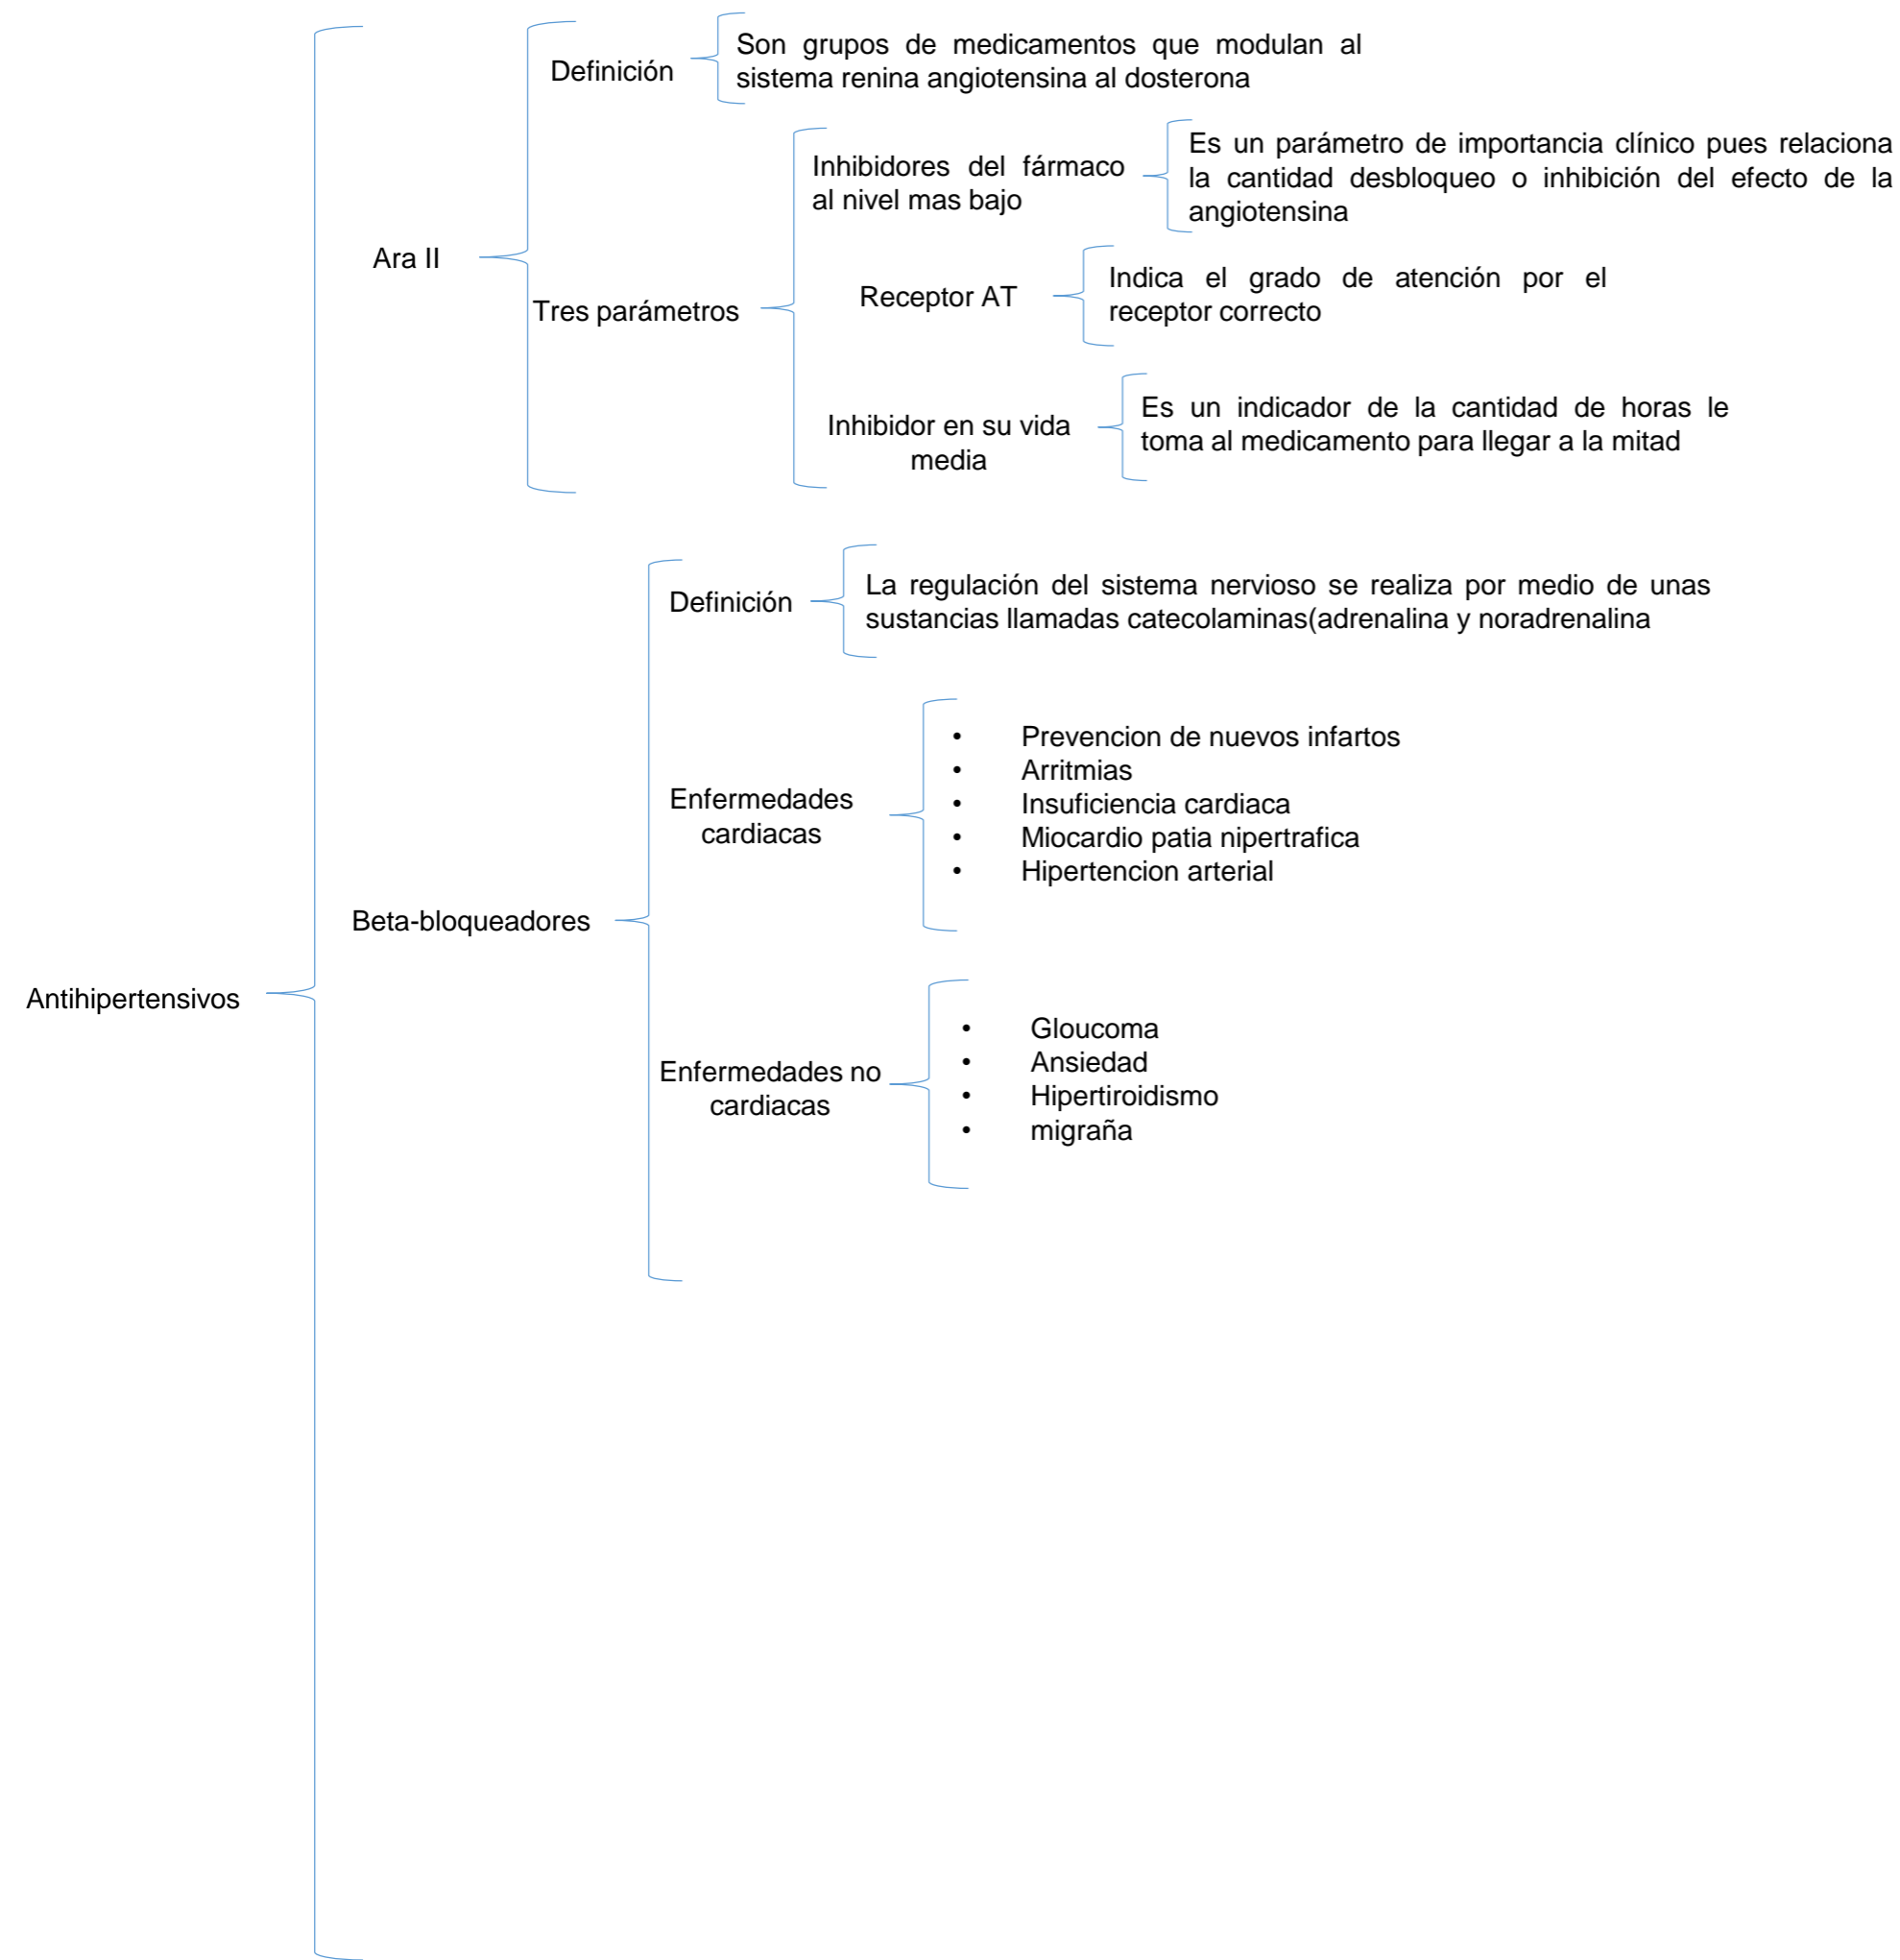 Antihipertensivos
Ara II
Definición
Son grupos de medicamentos que modulan al
sistema renina angiotensina al dosterona
Tres parámetros
Inhibidores del fármaco
al nivel mas bajo
Es un parámetro de importancia clínico pues relaciona
la cantidad desbloqueo o inhibición del efecto de la
angiotensina
Receptor AT
Indica el grado de atención por el
receptor correcto
Inhibidor en su vida
media
Es un indicador de la cantidad de horas le
toma al medicamento para llegar a la mitad
Beta-bloqueadores
Definición
La regulación del sistema nervioso se realiza por medio de unas
sustancias llamadas catecolaminas(adrenalina y noradrenalina
Enfermedades
cardiacas
• Prevencion de nuevos infartos
• Arritmias
• Insuficiencia cardiaca
• Miocardio patia nipertrafica
• Hipertencion arterial
Enfermedades no
cardiacas
• Gloucoma
• Ansiedad
• Hipertiroidismo
• migraña